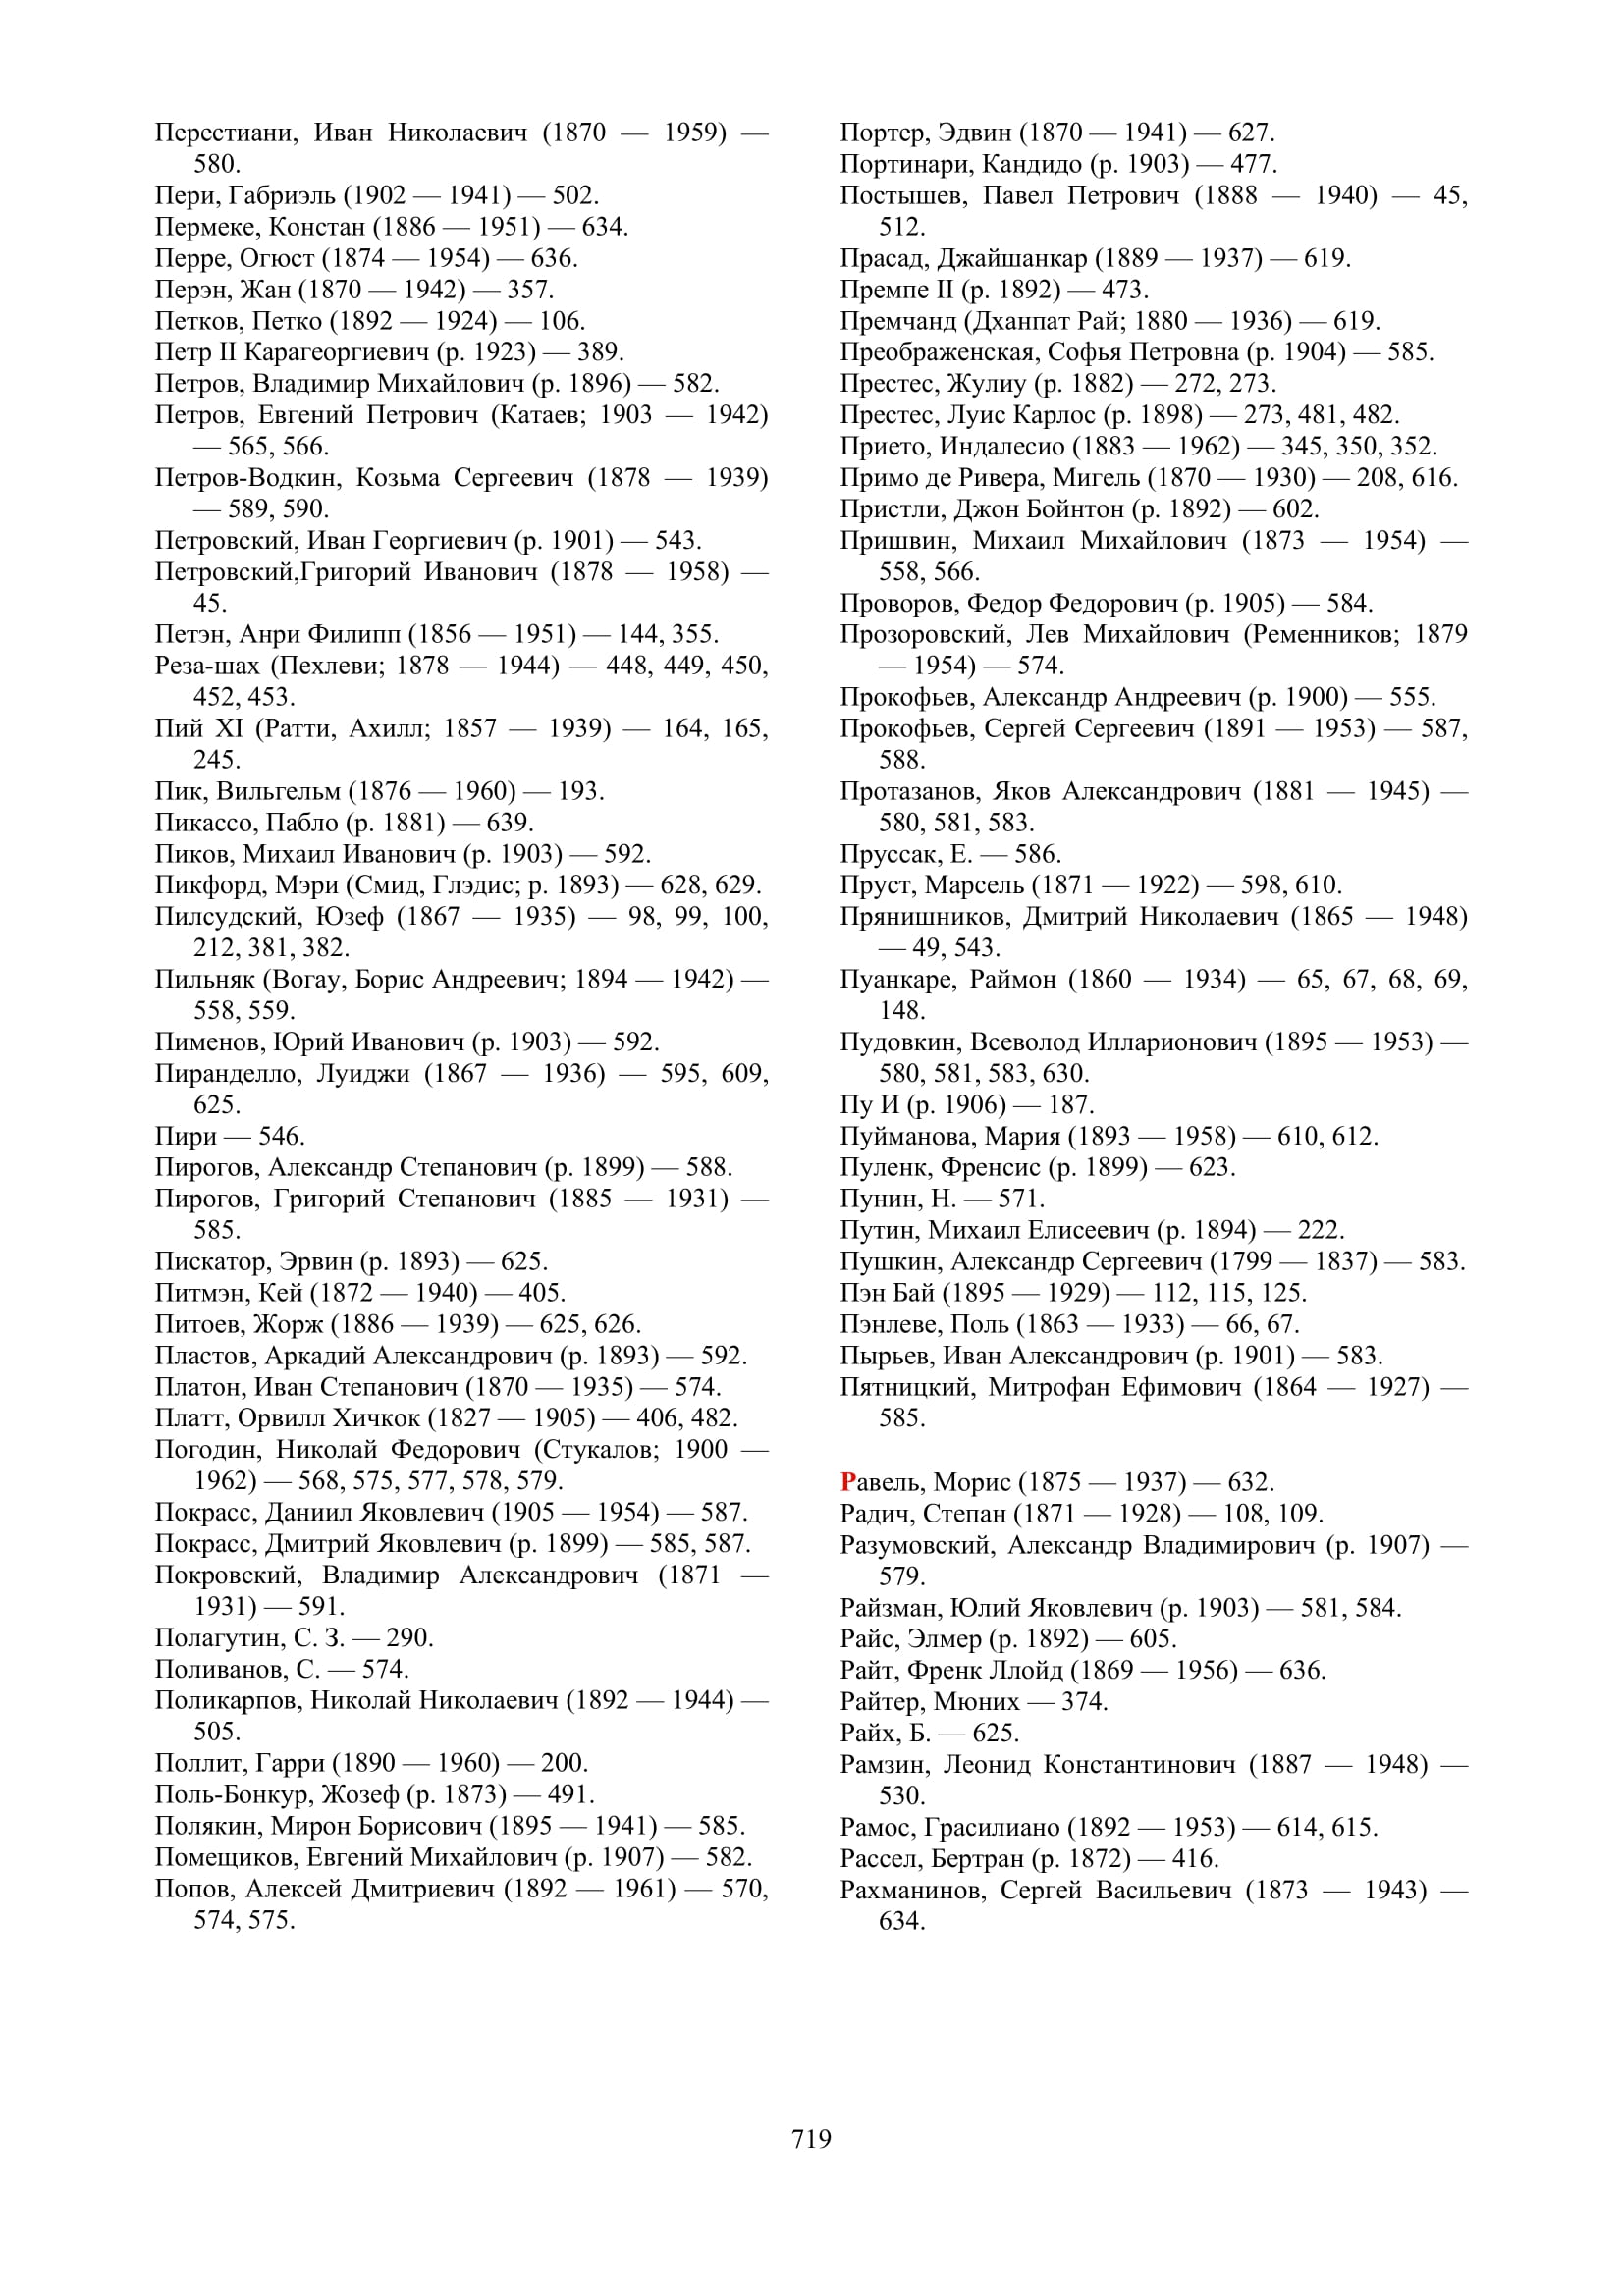 Перестиани, Иван Николаевич (1870 — 1959) —
580.
Пери, Габриэль (1902 — 1941) — 502.
Пермеке, Констан (1886 — 1951) — 634.
Перре, Огюст (1874 — 1954) — 636.
Перэн, Жан (1870 — 1942) — 357.
Петков, Петко (1892 — 1924) — 106.
Петр II Карагеоргиевич (р. 1923) — 389.
Петров, Владимир Михайлович (р. 1896) — 582.
Петров, Евгений Петрович (Катаев; 1903 — 1942)
— 565, 566.
Петров-Водкин, Козьма Сергеевич (1878 — 1939)
— 589, 590.
Петровский, Иван Георгиевич (р. 1901) — 543.
Петровский,Григорий Иванович (1878 — 1958) —
45.
Петэн, Анри Филипп (1856 — 1951) — 144, 355.
Реза-шах (Пехлеви; 1878 — 1944) — 448, 449, 450,
452, 453.
Пий XI (Ратти, Ахилл; 1857 — 1939) — 164, 165,
245.
Пик, Вильгельм (1876 — 1960) — 193.
Пикассо, Пабло (р. 1881) — 639.
Пиков, Михаил Иванович (р. 1903) — 592.
Пикфорд, Мэри (Смид, Глэдис; р. 1893) — 628, 629.
Пилсудский, Юзеф (1867 — 1935) — 98, 99, 100,
212, 381, 382.
Пильняк (Вогау, Борис Андреевич; 1894 — 1942) —
558, 559.
Пименов, Юрий Иванович (р. 1903) — 592.
Пиранделло, Луиджи (1867 — 1936) — 595, 609,
625.
Пири — 546.
Пирогов, Александр Степанович (р. 1899) — 588.
Пирогов, Григорий Степанович (1885 — 1931) —
585.
Пискатор, Эрвин (р. 1893) — 625.
Питмэн, Кей (1872 — 1940) — 405.
Питоев, Жорж (1886 — 1939) — 625, 626.
Пластов, Аркадий Александрович (р. 1893) — 592.
Платон, Иван Степанович (1870 — 1935) — 574.
Платт, Орвилл Хичкок (1827 — 1905) — 406, 482.
Погодин, Николай Федорович (Стукалов; 1900 —
1962) — 568, 575, 577, 578, 579.
Покрасс, Даниил Яковлевич (1905 — 1954) — 587.
Покрасс, Дмитрий Яковлевич (р. 1899) — 585, 587.
Покровский, Владимир Александрович (1871 —
1931) — 591.
Полагутин, С. З. — 290.
Поливанов, С. — 574.
Поликарпов, Николай Николаевич (1892 — 1944) —
505.
Поллит, Гарри (1890 — 1960) — 200.
Поль-Бонкур, Жозеф (р. 1873) — 491.
Полякин, Мирон Борисович (1895 — 1941) — 585.
Помещиков, Евгений Михайлович (р. 1907) — 582.
Попов, Алексей Дмитриевич (1892 — 1961) — 570,
574, 575.
Портер, Эдвин (1870 — 1941) — 627.
Портинари, Кандидо (р. 1903) — 477.
Постышев, Павел Петрович (1888 — 1940) — 45,
512.
Прасад, Джайшанкар (1889 — 1937) — 619.
Премпе II (р. 1892) — 473.
Премчанд (Дханпат Рай; 1880 — 1936) — 619.
Преображенская, Софья Петровна (р. 1904) — 585.
Престес, Жулиу (р. 1882) — 272, 273.
Престес, Луис Карлос (р. 1898) — 273, 481, 482.
Прието, Индалесио (1883 — 1962) — 345, 350, 352.
Примо де Ривера, Мигель (1870 — 1930) — 208, 616.
Пристли, Джон Бойнтон (р. 1892) — 602.
Пришвин, Михаил Михайлович (1873 — 1954) —
558, 566.
Проворов, Федор Федорович (р. 1905) — 584.
Прозоровский, Лев Михайлович (Ременников; 1879
— 1954) — 574.
Прокофьев, Александр Андреевич (р. 1900) — 555.
Прокофьев, Сергей Сергеевич (1891 — 1953) — 587,
588.
Протазанов, Яков Александрович (1881 — 1945) —
580, 581, 583.
Пруссак, Е. — 586.
Пруст, Марсель (1871 — 1922) — 598, 610.
Прянишников, Дмитрий Николаевич (1865 — 1948)
— 49, 543.
Пуанкаре, Раймон (1860 — 1934) — 65, 67, 68, 69,
148.
Пудовкин, Всеволод Илларионович (1895 — 1953) —
580, 581, 583, 630.
Пу И (р. 1906) — 187.
Пуйманова, Мария (1893 — 1958) — 610, 612.
Пуленк, Френсис (р. 1899) — 623.
Пунин, Н. — 571.
Путин, Михаил Елисеевич (р. 1894) — 222.
Пушкин, Александр Сергеевич (1799 — 1837) — 583.
Пэн Бай (1895 — 1929) — 112, 115, 125.
Пэнлеве, Поль (1863 — 1933) — 66, 67.
Пырьев, Иван Александрович (р. 1901) — 583.
Пятницкий, Митрофан Ефимович (1864 — 1927) —
585.
Равель, Морис (1875 — 1937) — 632.
Радич, Степан (1871 — 1928) — 108, 109.
Разумовский, Александр Владимирович (р. 1907) —
579.
Райзман, Юлий Яковлевич (р. 1903) — 581, 584.
Райс, Элмер (р. 1892) — 605.
Райт, Френк Ллойд (1869 — 1956) — 636.
Райтер, Мюних — 374.
Райх, Б. — 625.
Рамзин, Леонид Константинович (1887 — 1948) —
530.
Рамос, Грасилиано (1892 — 1953) — 614, 615.
Рассел, Бертран (р. 1872) — 416.
Рахманинов, Сергей Васильевич (1873 — 1943) —
634.
719